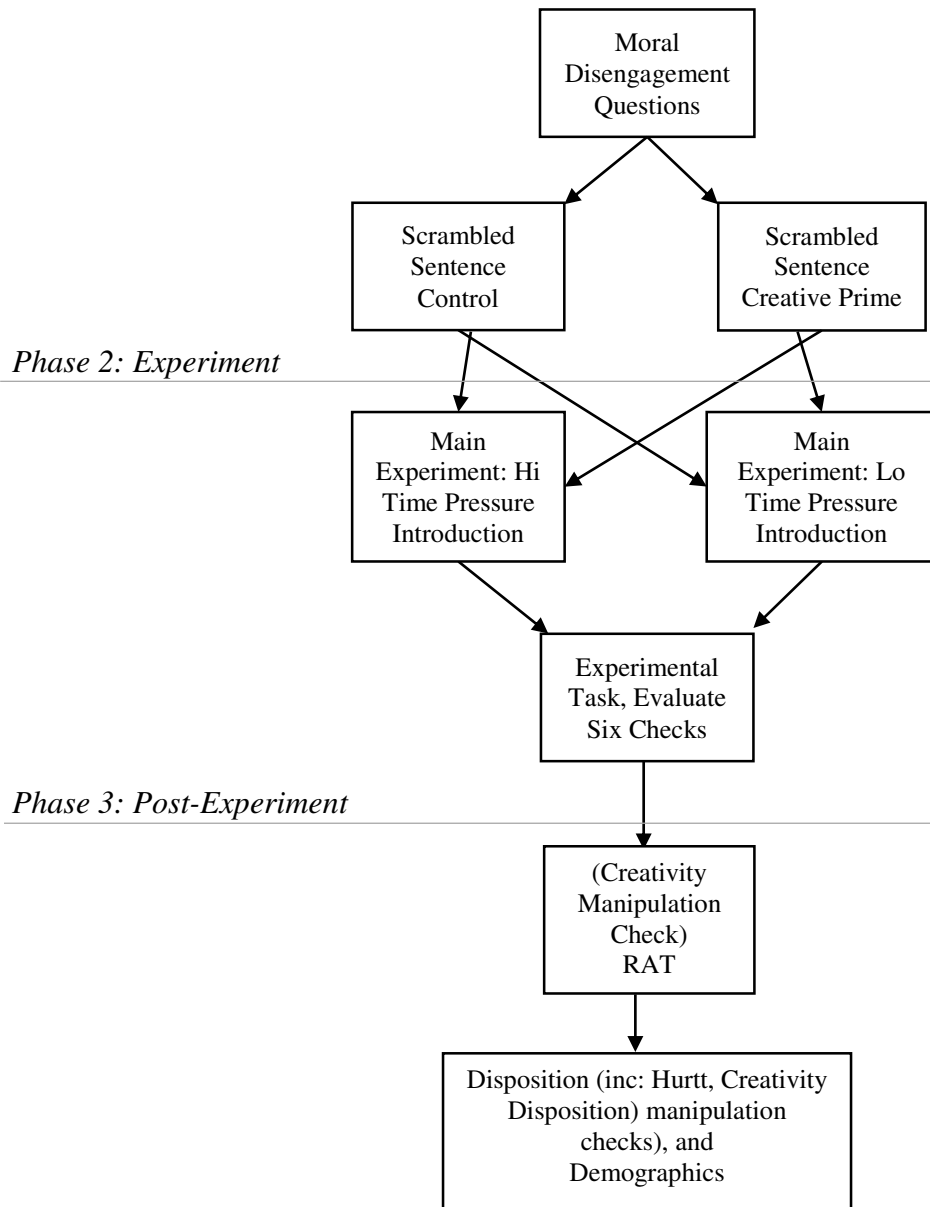 Moral
Disengagement
Questions
Scrambled
Sentence
Control
Scrambled
Sentence
Creative Prime
Phase 2: Experiment
Main
Experiment: Hi
Time Pressure
Introduction
Main
Experiment: Lo
Time Pressure
Introduction
Experimental
Task, Evaluate
Six Checks
Phase 3: Post-Experiment
(Creativity
Manipulation
Check)
RAT
Disposition (inc: Hurtt, Creativity
Disposition) manipulation
checks), and
Demographics